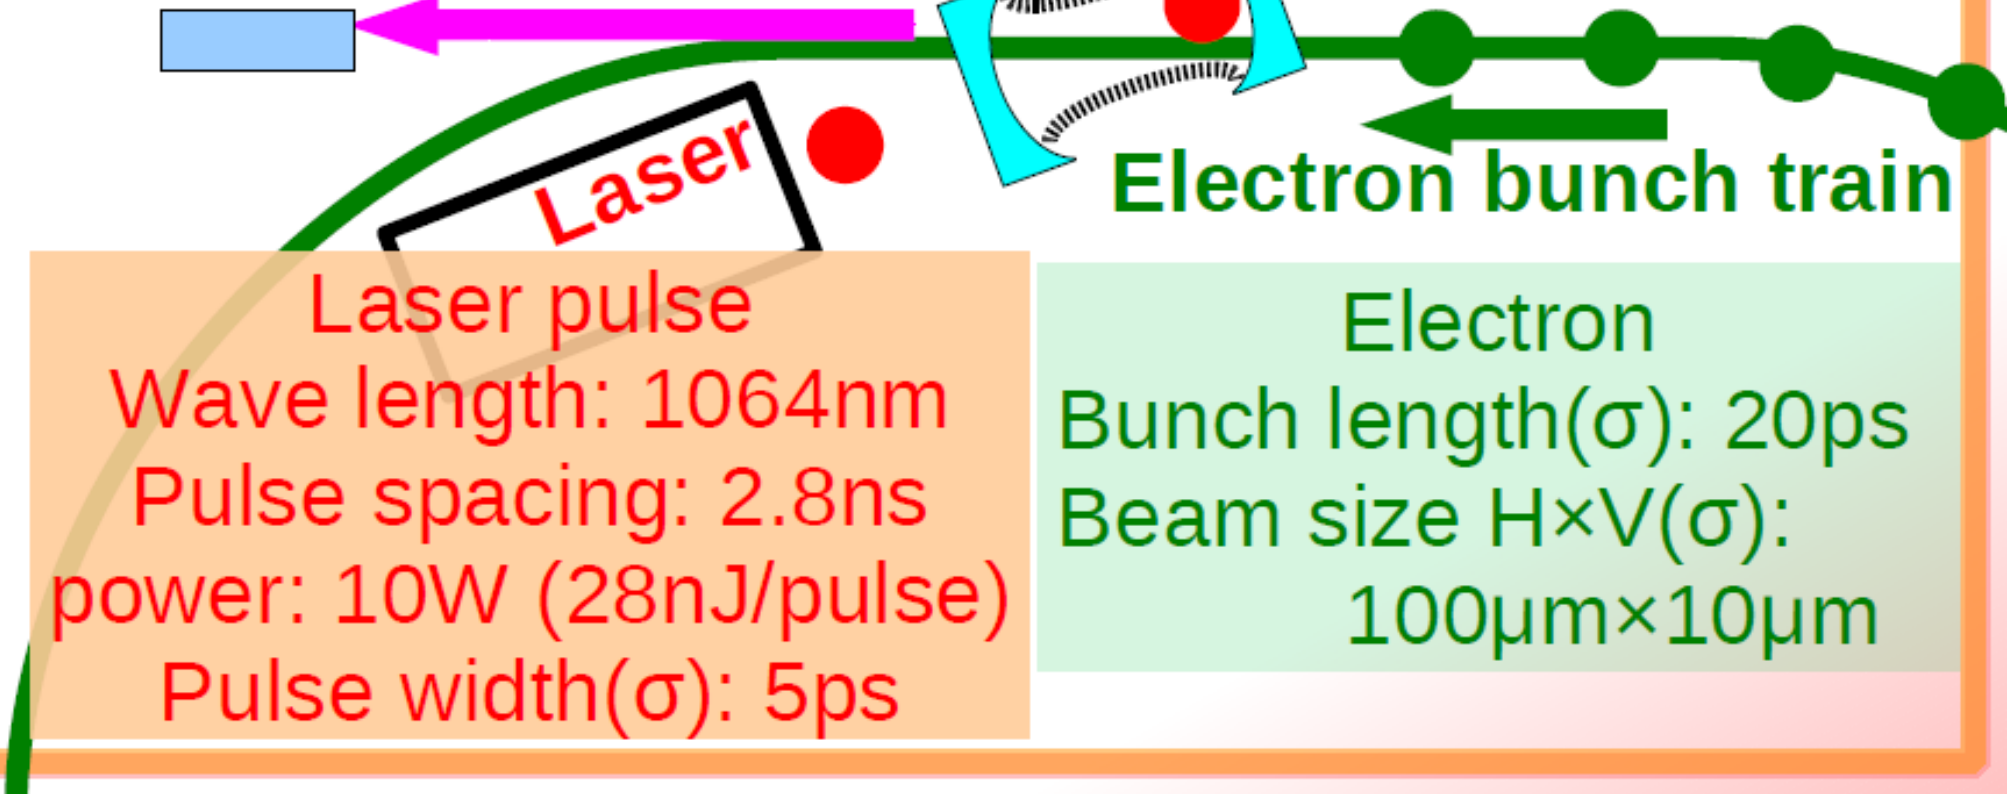 Laser
Electron bunch train
Laser pulse
Wave length: 1064nm
Pulse spacing: 2.8ns
power: 10W (28nJ/pulse)
Pulse width(σ): 5ps
Electron
Bunch length(σ): 20ps
Beam size H×V(σ):
100μm×10μm